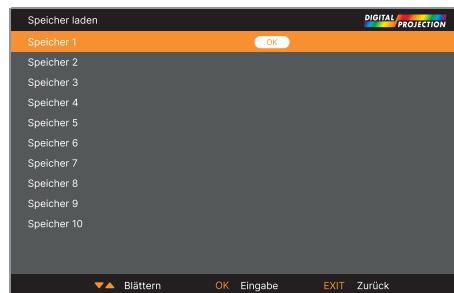 Speicher laden
DIGITAL PROJECTION
Speicher 1 OK
Speicher 2
Speicher 3
Speicher 4
Speicher 5
Speicher 6
Speicher 7
Speicher 8
Speicher 9
Speicher 10
Blättern OK Eingabe EXIT Zurück